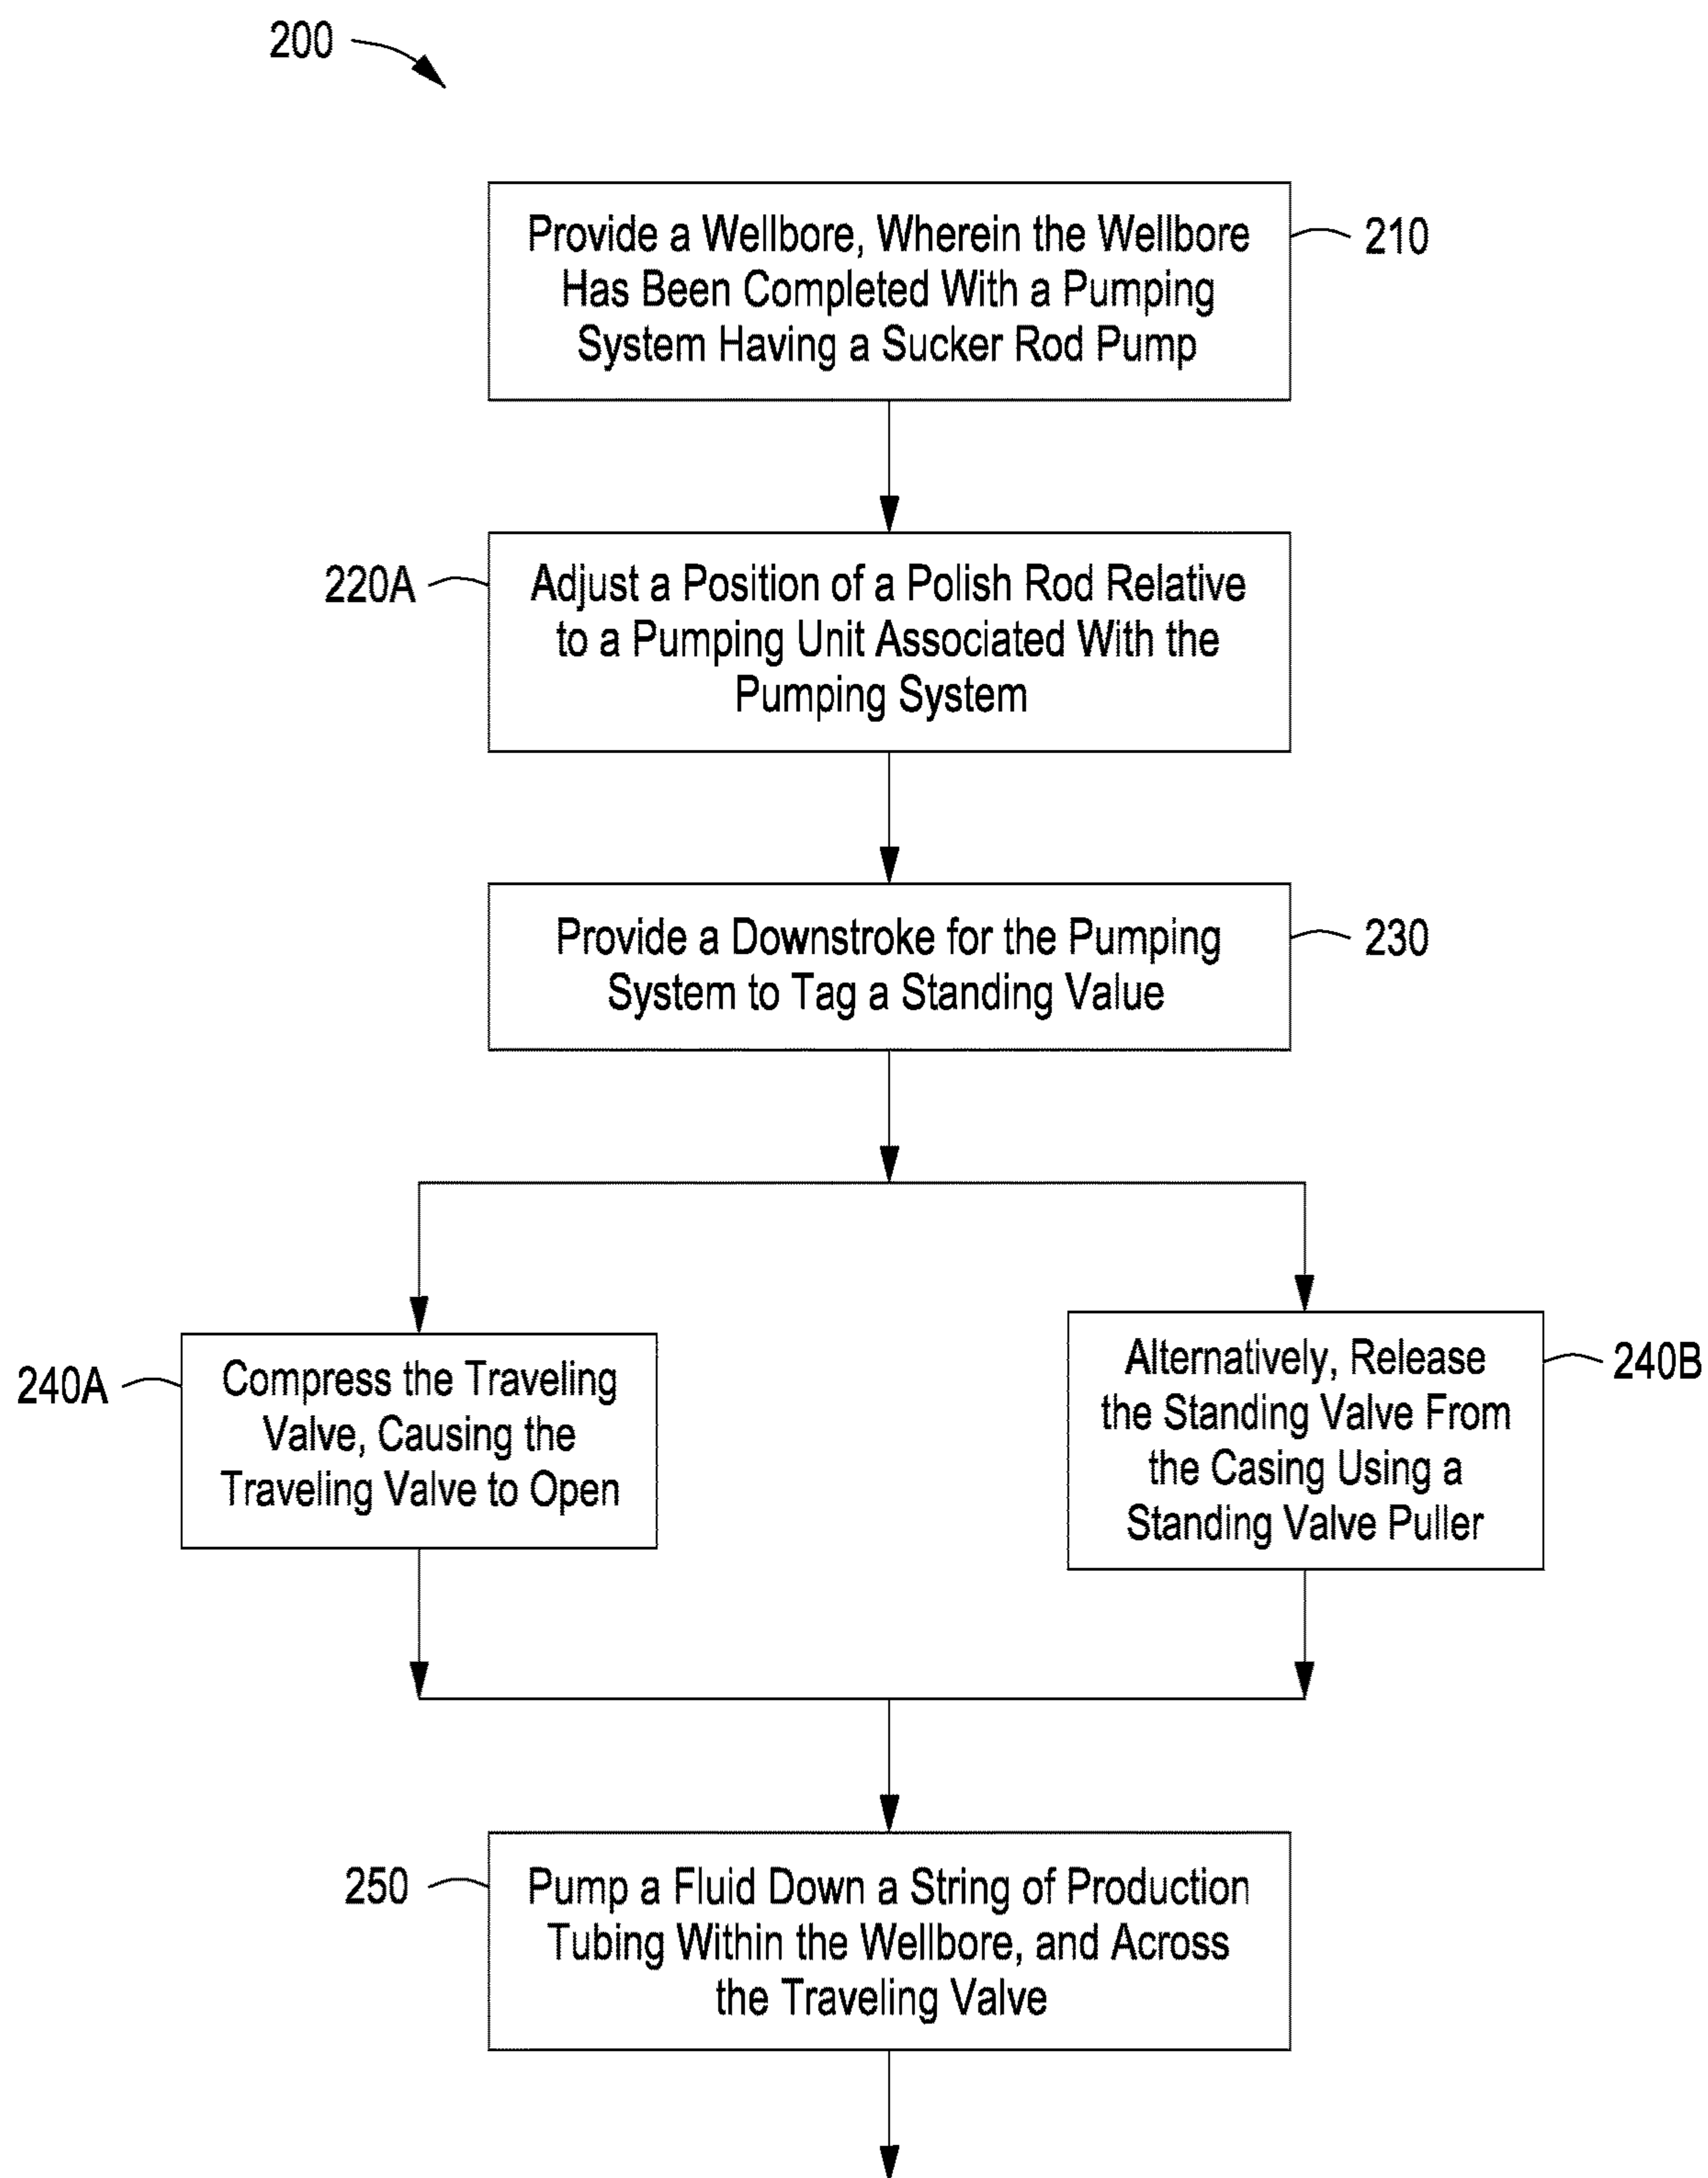 200
Provide a Wellbore, Wherein the Wellbore
Has Been Completed With a Pumping
System Having a Sucker Rod Pump
210
220A
Adjust a Position of a Polish Rod Relative
to a Pumping Unit Associated With the
Pumping System
Provide a Downstroke for the Pumping
System to Tag a Standing Value
230
240A
Compress the Traveling
Valve, Causing the
Traveling Valve to Open
Alternatively, Release
the Standing Valve From
the Casing Using a
Standing Valve Puller
240B
250
Pump a Fluid Down a String of Production
Tubing Within the Wellbore, and Across
the Traveling Valve